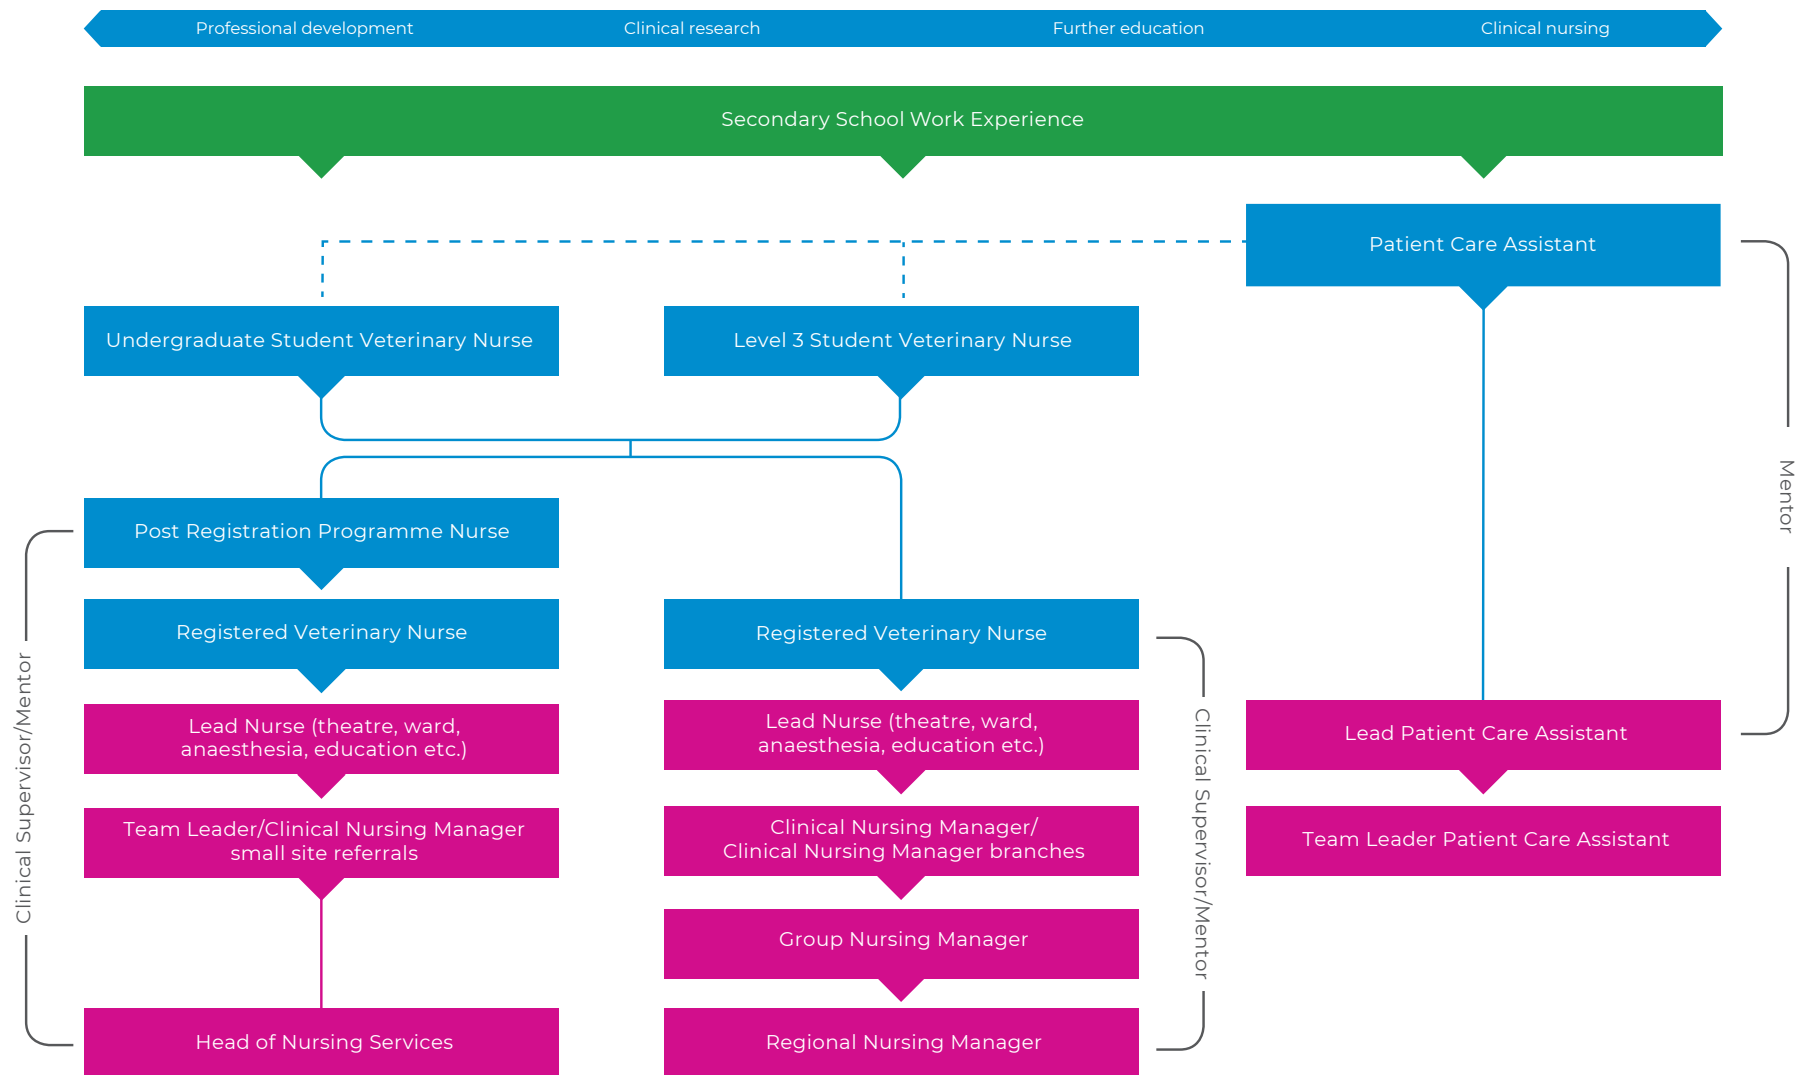 Professional development
Clinical research
Further education
Clinical nursing
Secondary School Work Experience
Patient Care Assistant
Undergraduate Student Veterinary Nurse
Level 3 Student Veterinary Nurse
Mentor
Post Registration Programme Nurse
Registered Veterinary Nurse
Registered Veterinary Nurse
Clinical Supervisor/Mentor
Lead Nurse (theatre, ward,
anaesthesia, education etc.)
Lead Nurse (theatre, ward,
anaesthesia, education etc.)
Clinical Supervisor/Mentor
Lead Patient Care Assistant
Team Leader/Clinical Nursing Manager
small site referrals
Clinical Nursing Manager/
Clinical Nursing Manager branches
Team Leader Patient Care Assistant
Group Nursing Manager
Head of Nursing Services
Regional Nursing Manager